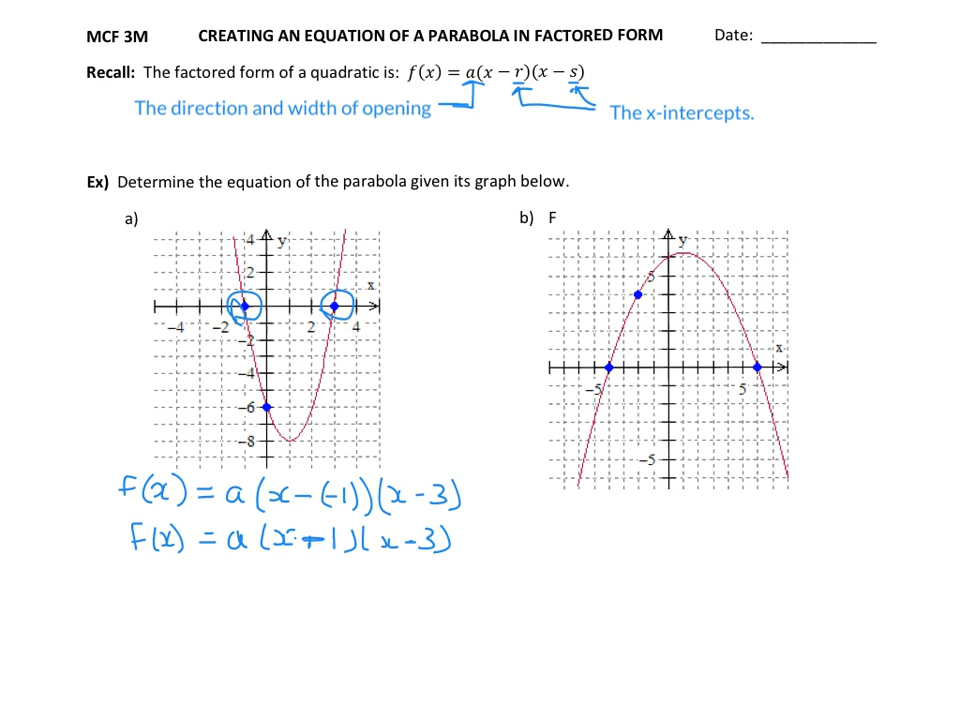 MCF 3M CREATING AN EQUATION OF A PARABOLA IN FACTORED FORM Date: ______________
Recall: The factored form of a quadratic is: f(x) = a(x − r)(x − s)
The direction and width of opening
The x-intercepts.
Ex) Determine the equation of the parabola given its graph below.
a)
b) F
4 y
2
x
−4 −2 2 4
−2
−4
−6
−8
y
5
x
−5 5
−5
f(x) = a(x-(-1))(x-3)
f(x) = a(x+1)(x-3)